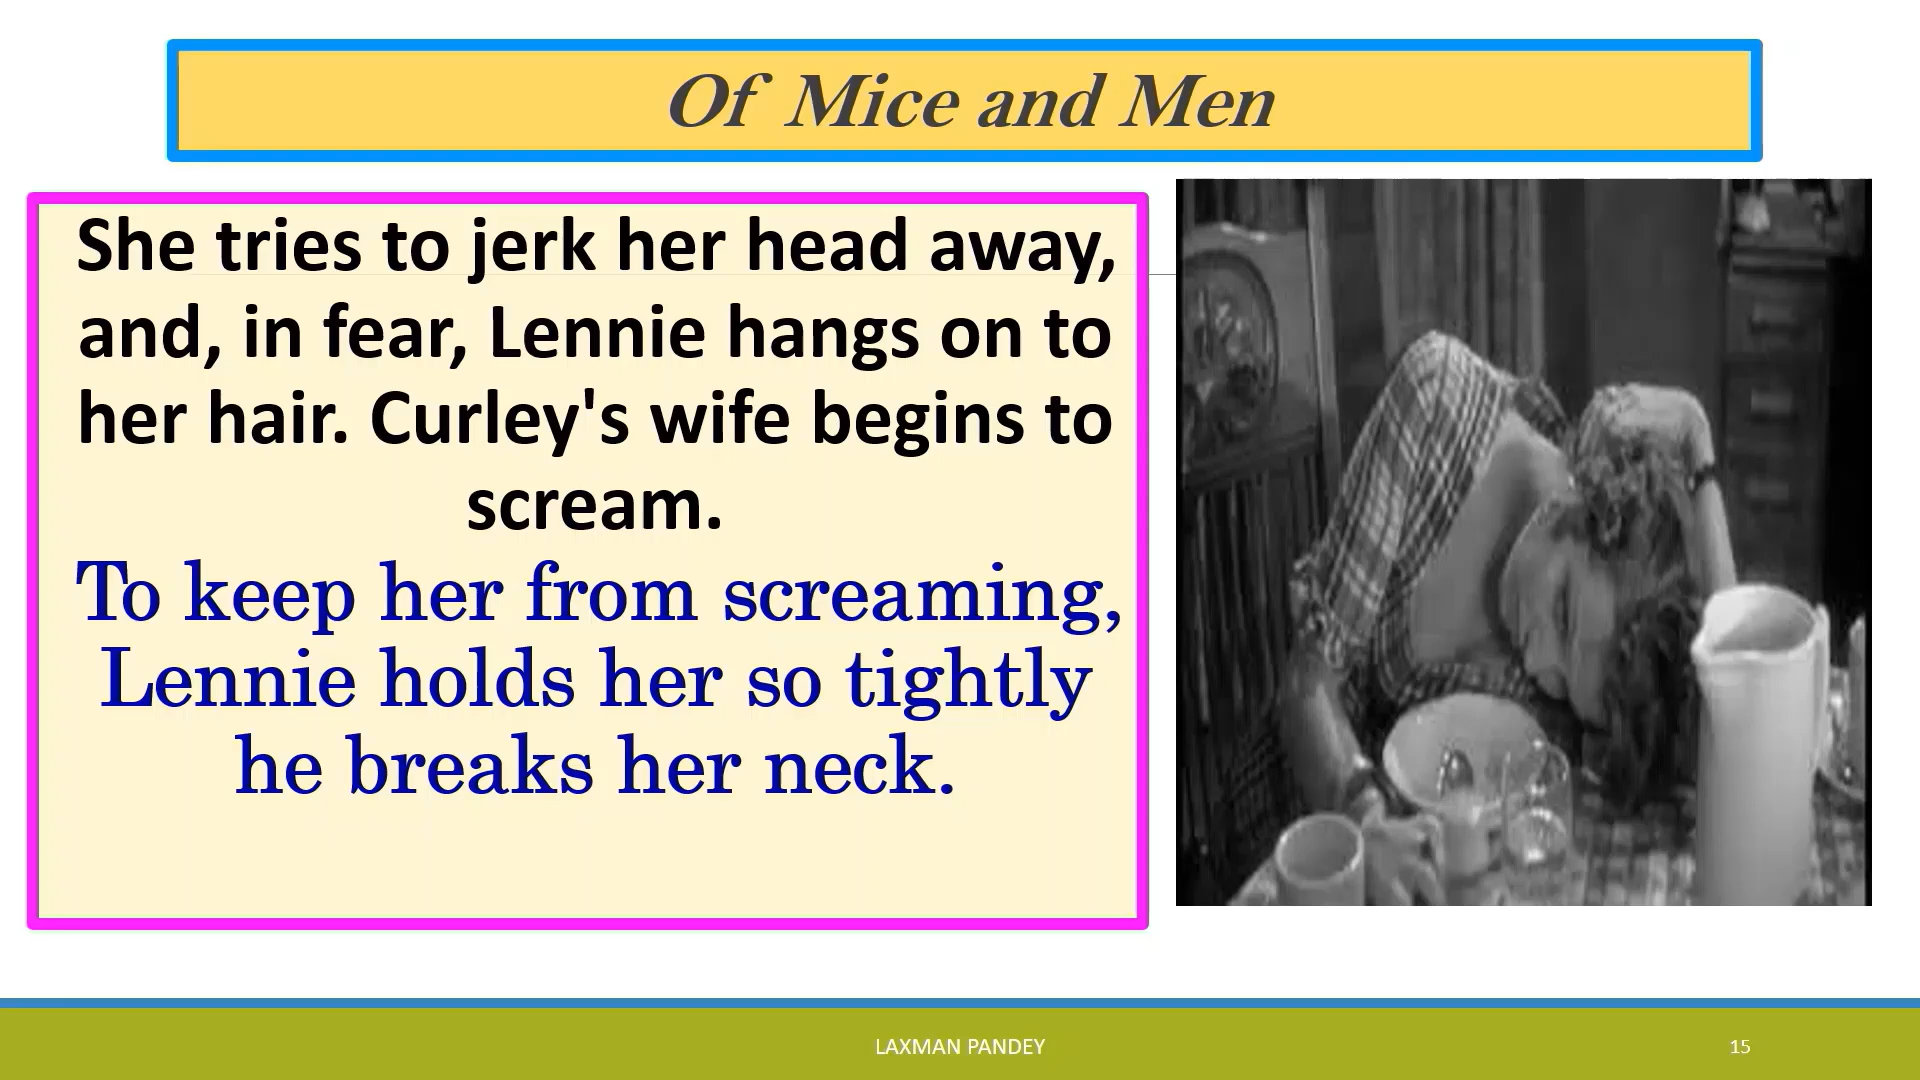 Of Mice and Men
She tries to jerk her head away,
and, in fear, Lennie hangs on to
her hair. Curley's wife begins to
scream.
To keep her from screaming,
Lennie holds her so tightly
he breaks her neck.
LAXMAN PANDEY
15